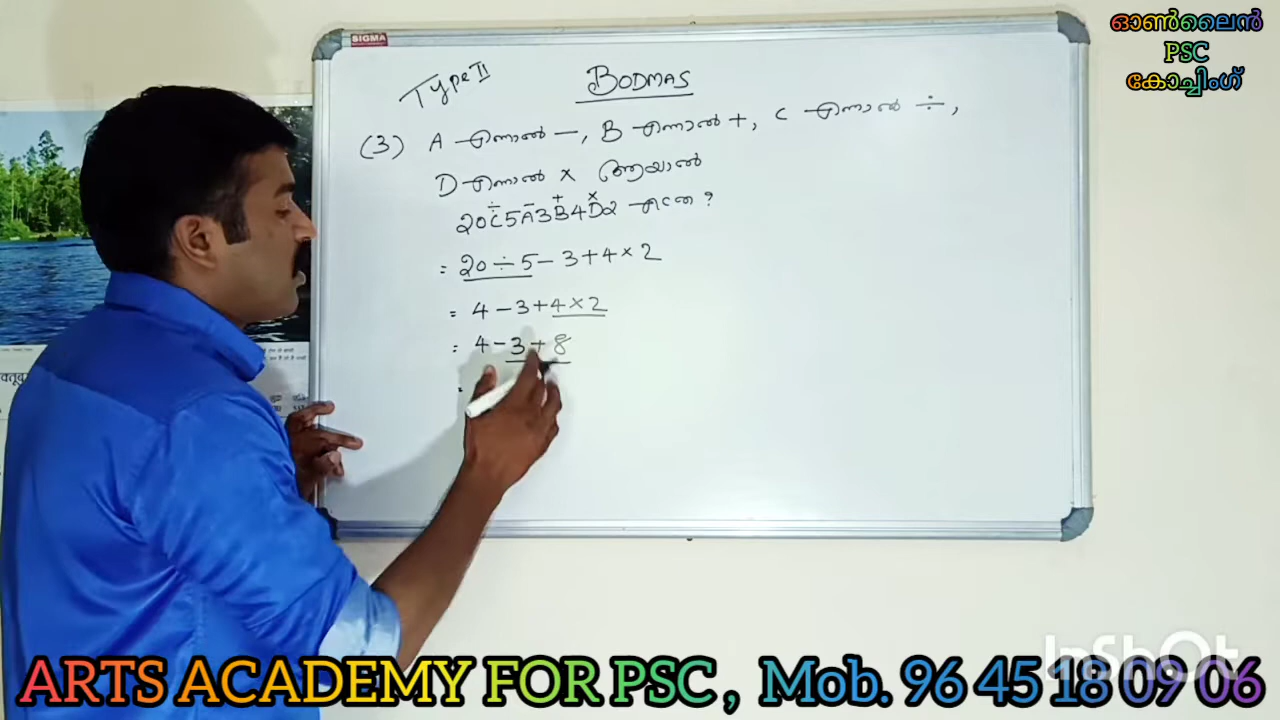 ഓൺലൈൻ
PSC
കോച്ചിംഗ്
SIGMA
Type II
BODMAS
(3) A എന്നാൽ −, B എന്നാൽ +, C എന്നാൽ ÷,
D എന്നാൽ × ആയാൽ
÷ − + ×
20C5A3B4D2 എത്ര ?
= 20 ÷ 5 − 3 + 4 × 2
= 4 − 3 + 4 × 2
= 4 − 3 + 8
=
InShOt
ARTS ACADEMY FOR PSC , Mob. 96 45 18 09 06